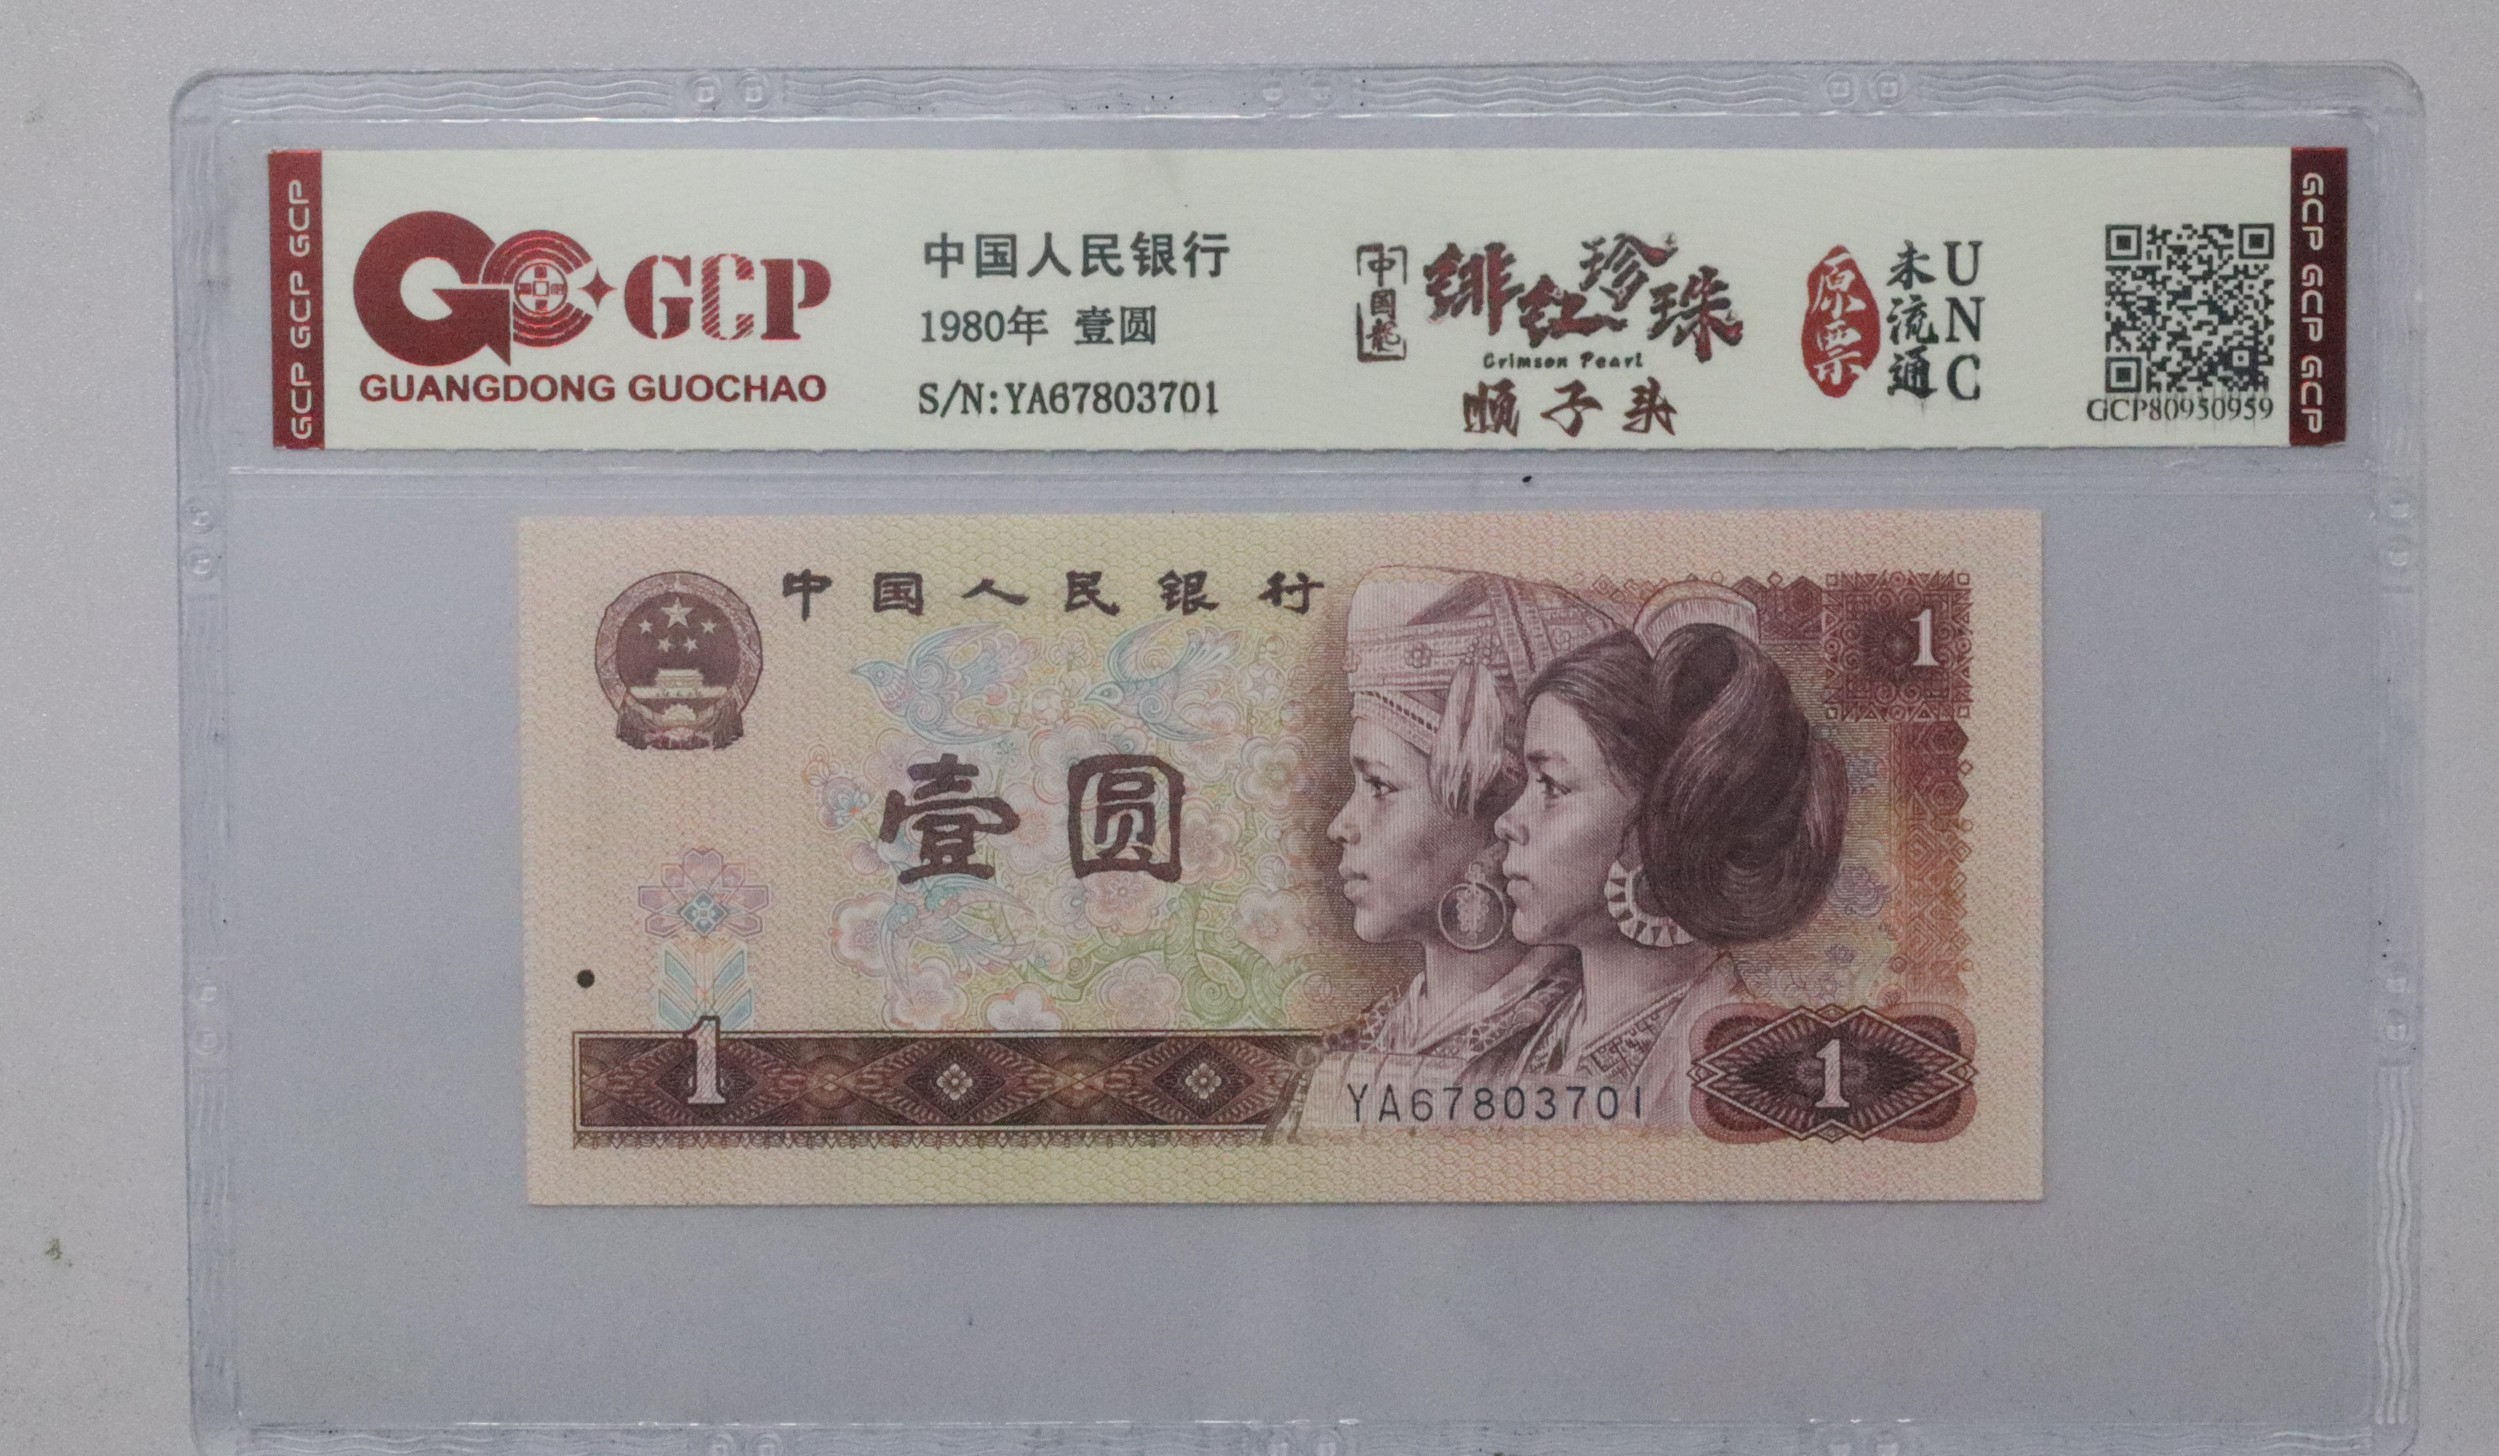 GCP GCP GCP
GCP
GUANGDONG GUOCHAO
中国人民银行
1980年 壹圆
S/N:YA67803701
中国龍
绯红珍珠
Crimson Pearl
顺子头
原票
未流通
UNC
GCP80950959
GCP GCP GCP
中国人民银行
1
壹圆
1
YA67803701
1